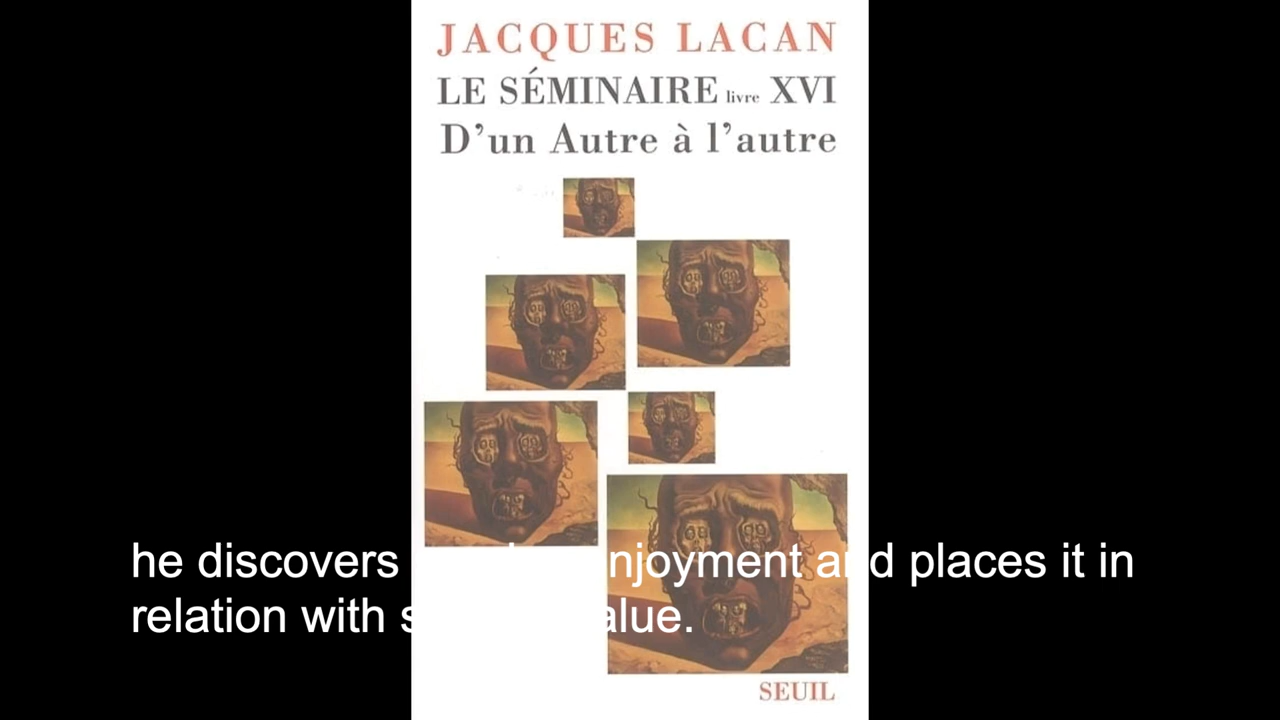 JACQUES LACAN
LE SÉMINAIRE livre XVI
D'un Autre à l'autre
he discovers njoyment and places it in
relation with s alue.
SEUIL